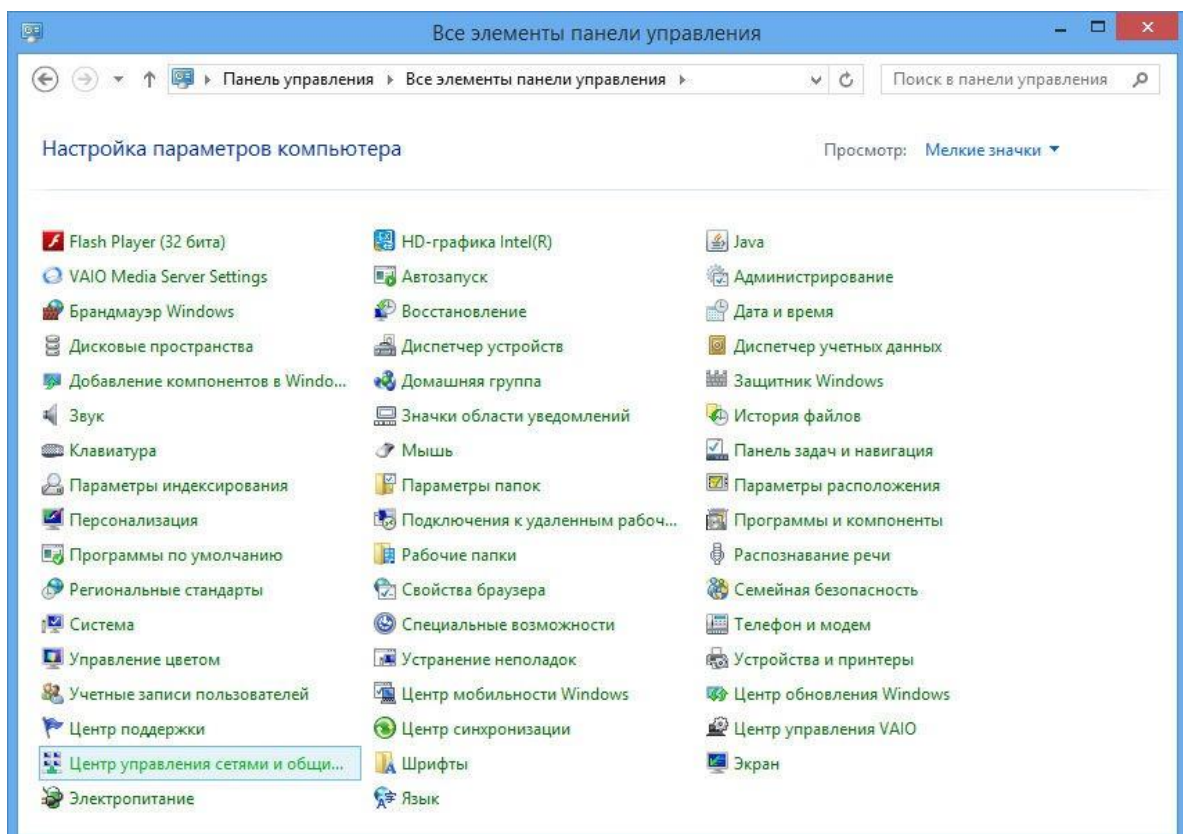 Все элементы панели управления
Панель управления Все элементы панели управления Поиск в панели управления
Настройка параметров компьютера Просмотр: Мелкие значки
Flash Player (32 бита) HD-графика Intel(R) Java
VAIO Media Server Settings Автозапуск Администрирование
Брандмауэр Windows Восстановление Дата и время
Дисковые пространства Диспетчер устройств Диспетчер учетных данных
Добавление компонентов в Windo... Домашняя группа Защитник Windows
Звук Значки области уведомлений История файлов
Клавиатура Мышь Панель задач и навигация
Параметры индексирования Параметры папок Параметры расположения
Персонализация Подключения к удаленным рабоч... Программы и компоненты
Программы по умолчанию Рабочие папки Распознавание речи
Региональные стандарты Свойства браузера Семейная безопасность
Система Специальные возможности Телефон и модем
Управление цветом Устранение неполадок Устройства и принтеры
Учетные записи пользователей Центр мобильности Windows Центр обновления Windows
Центр поддержки Центр синхронизации Центр управления VAIO
Центр управления сетями и общи... Шрифты Экран
Электропитание Язык